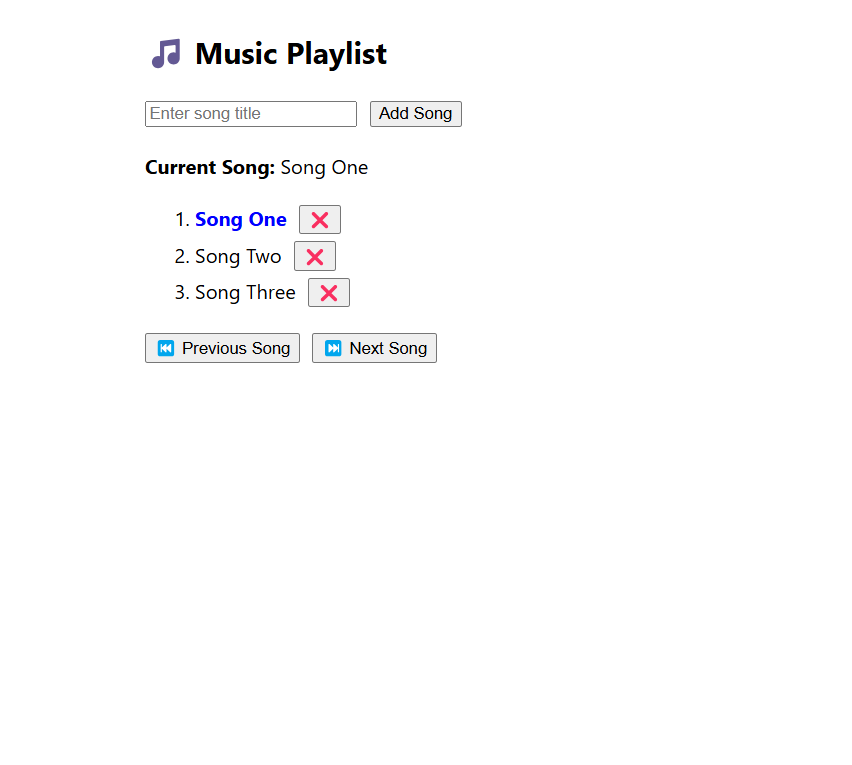 🎵 Music Playlist
Enter song title Add Song
Current Song: Song One
1. Song One ❌
2. Song Two ❌
3. Song Three ❌
⏮ Previous Song ⏭ Next Song